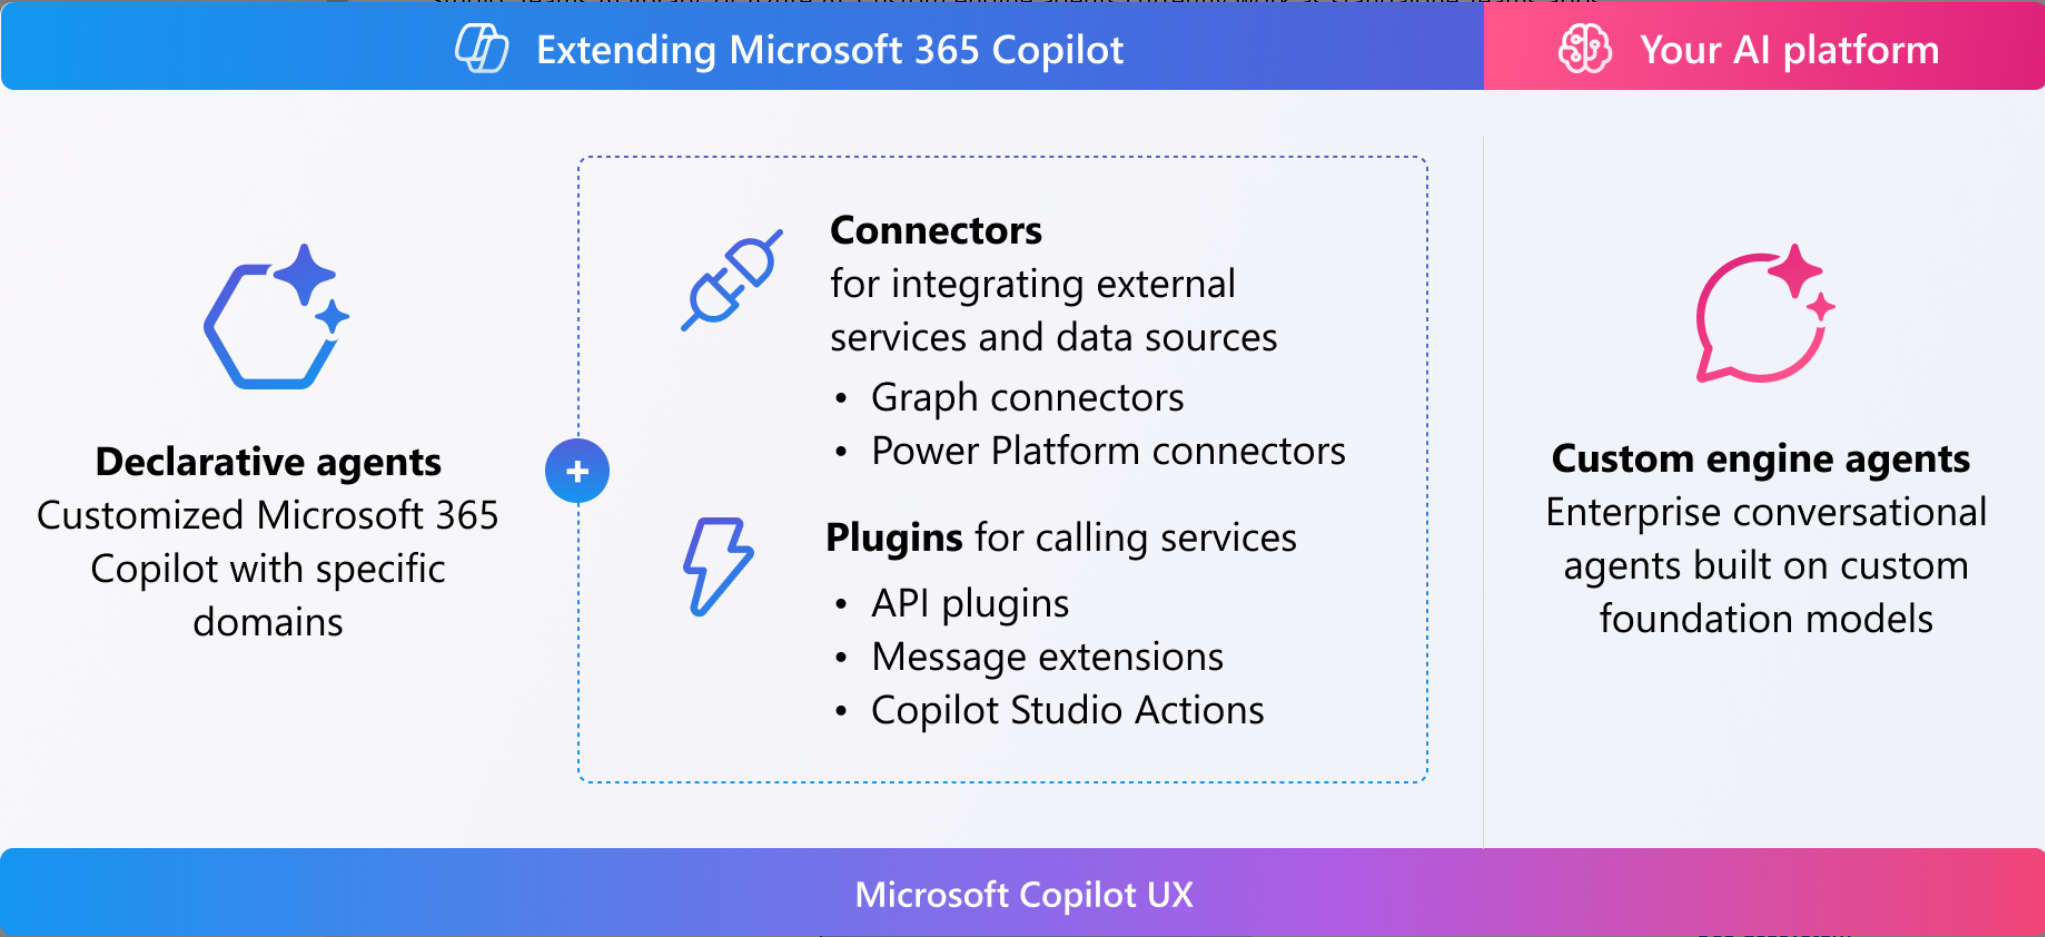 Extending Microsoft 365 Copilot
Your AI platform
Declarative agents
Customized Microsoft 365
Copilot with specific
domains
+
Connectors
for integrating external
services and data sources
• Graph connectors
• Power Platform connectors
Plugins for calling services
• API plugins
• Message extensions
• Copilot Studio Actions
Custom engine agents
Enterprise conversational
agents built on custom
foundation models
Microsoft Copilot UX